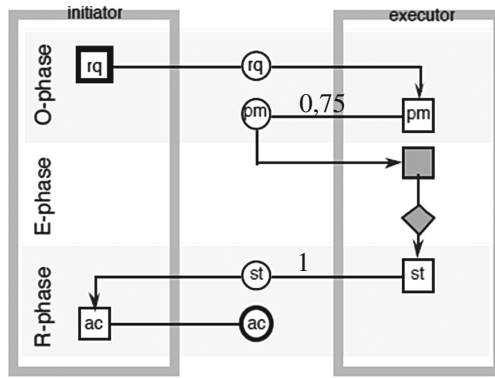 initiator
executor
O-phase
rq
rq
pm
0,75
pm
E-phase
R-phase
st
1
st
ac
ac